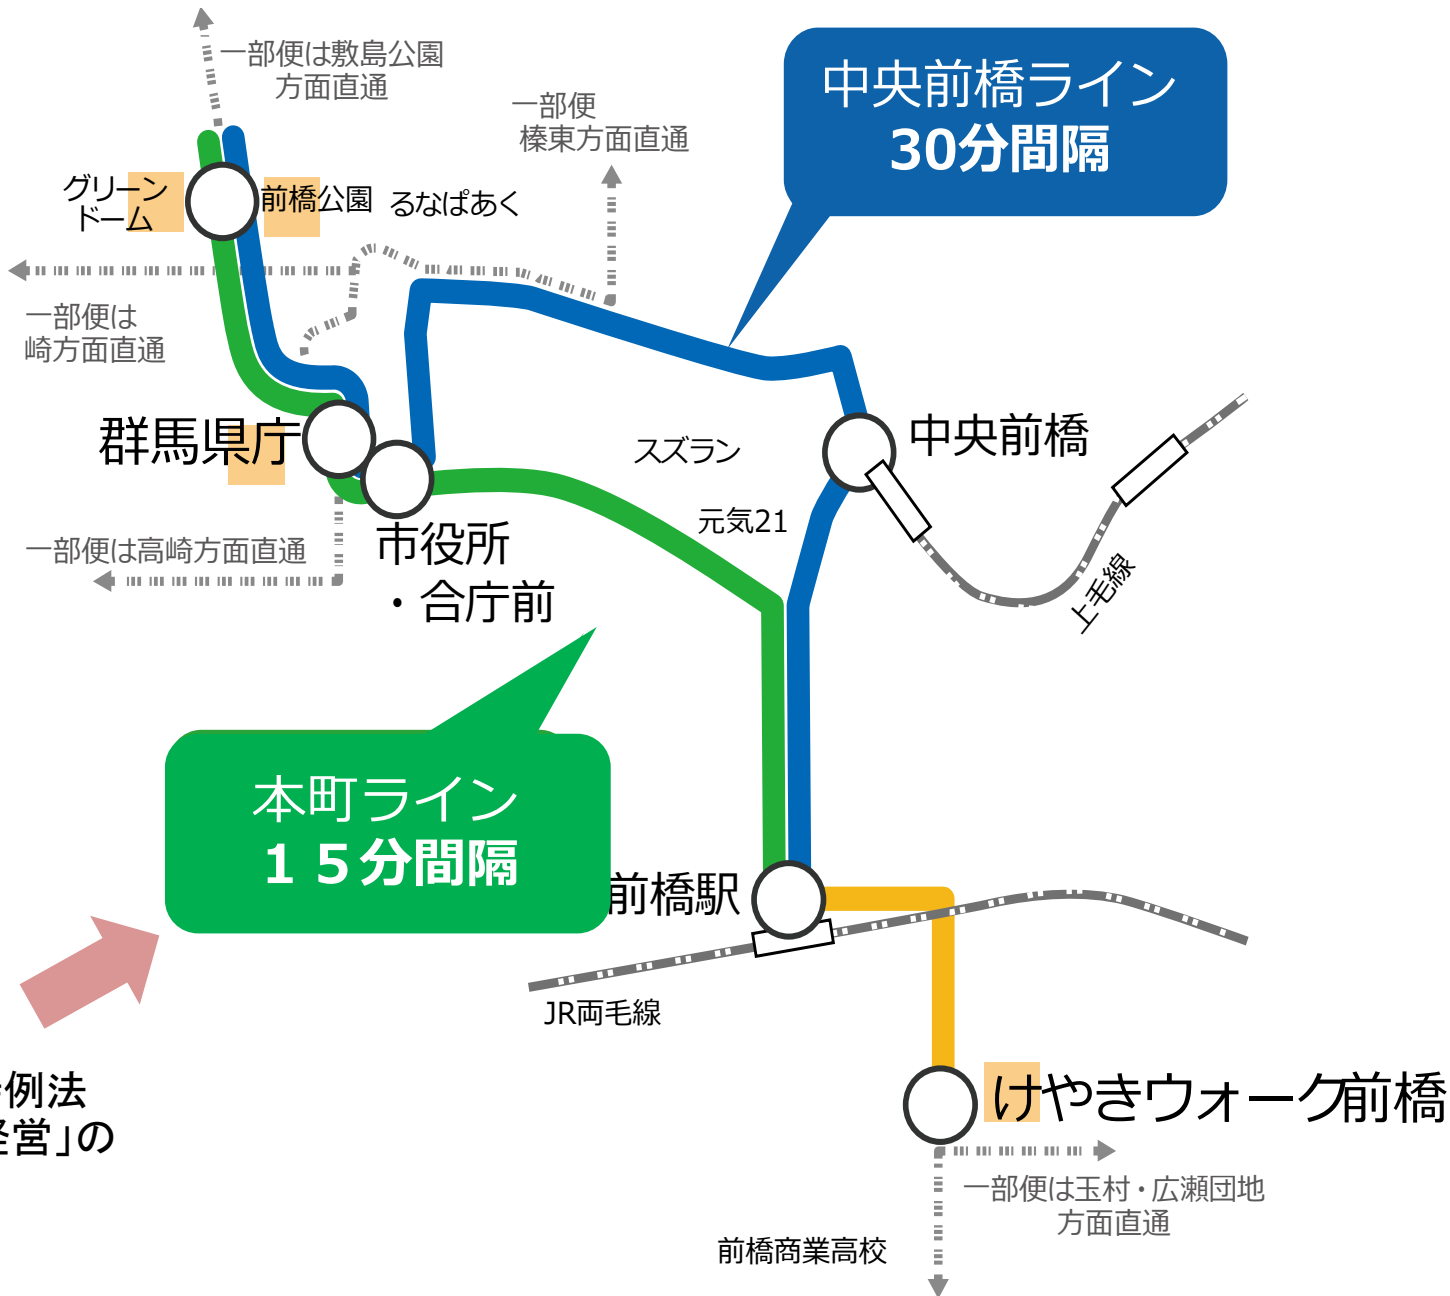 一部便は敷島公園
方面直通
一部便
榛東方面直通
中央前橋ライン
30分間隔
グリーン
ドーム
前橋公園
るなぱあく
一部便は
崎方面直通
群馬県庁
スズラン
中央前橋
元気21
一部便は高崎方面直通
市役所
・合庁前
上毛線
本町ライン
１５分間隔
前橋駅
JR両毛線
例法
経営」の
けやきウォーク前橋
一部便は玉村・広瀬団地
方面直通
前橋商業高校